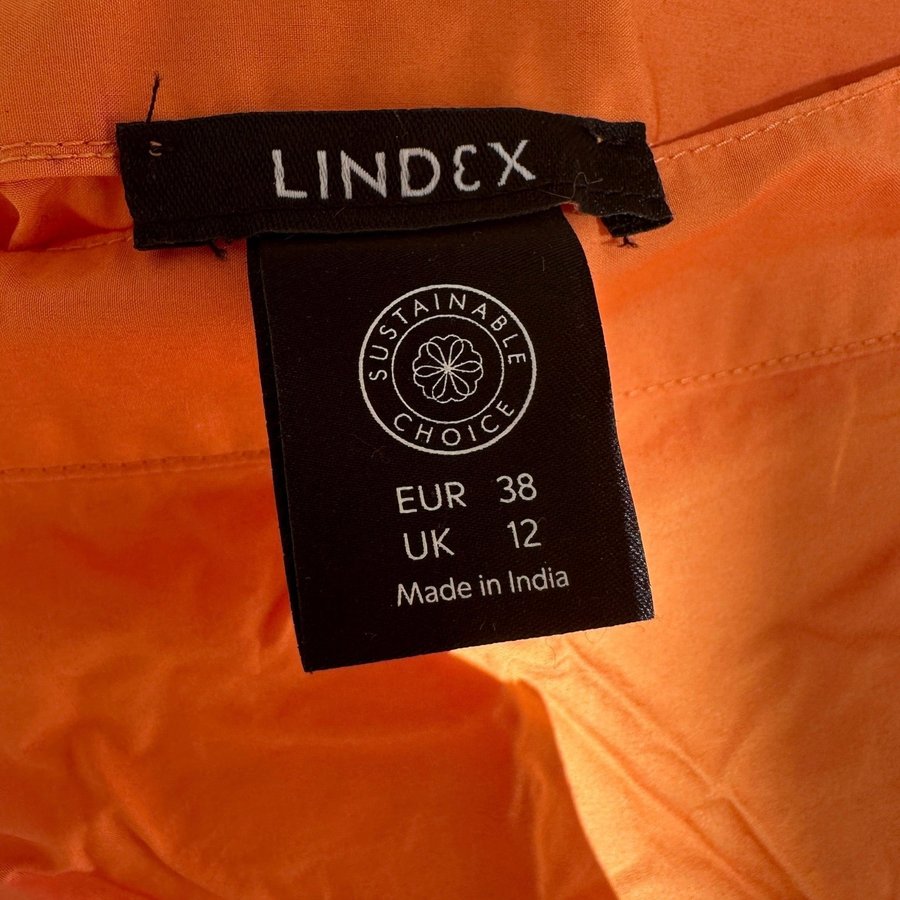 LINDEX
SUSTAINABLE
CHOICE
EUR 38
UK 12
Made in India